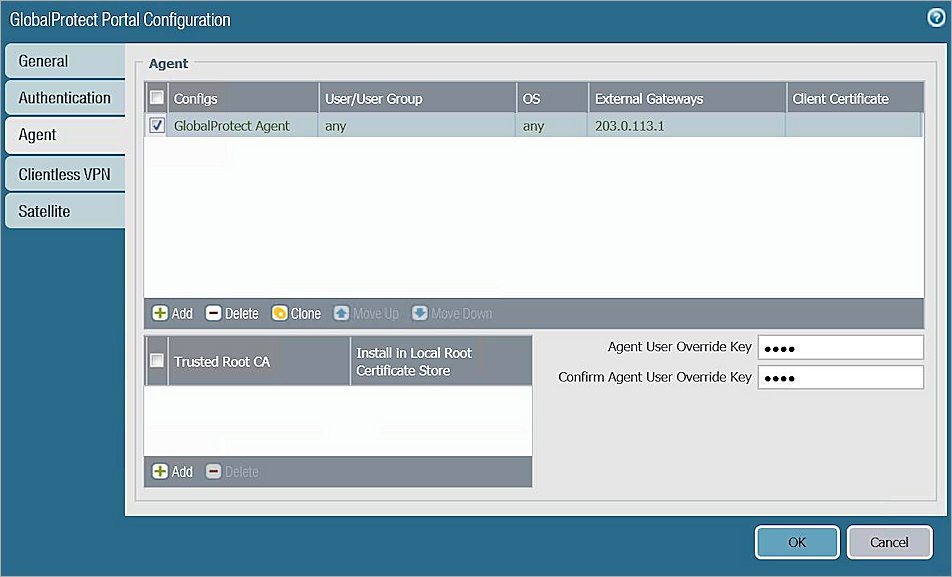 GlobalProtect Portal Configuration
General
Authentication
Agent
Clientless VPN
Satellite
Agent
Configs User/User Group OS External Gateways Client Certificate
GlobalProtect Agent any any 203.0.113.1
Add Delete Clone Move Up Move Down
Trusted Root CA
Install in Local Root
Certificate Store
Add Delete
Agent User Override Key ••••
Confirm Agent User Override Key ••••
OK Cancel